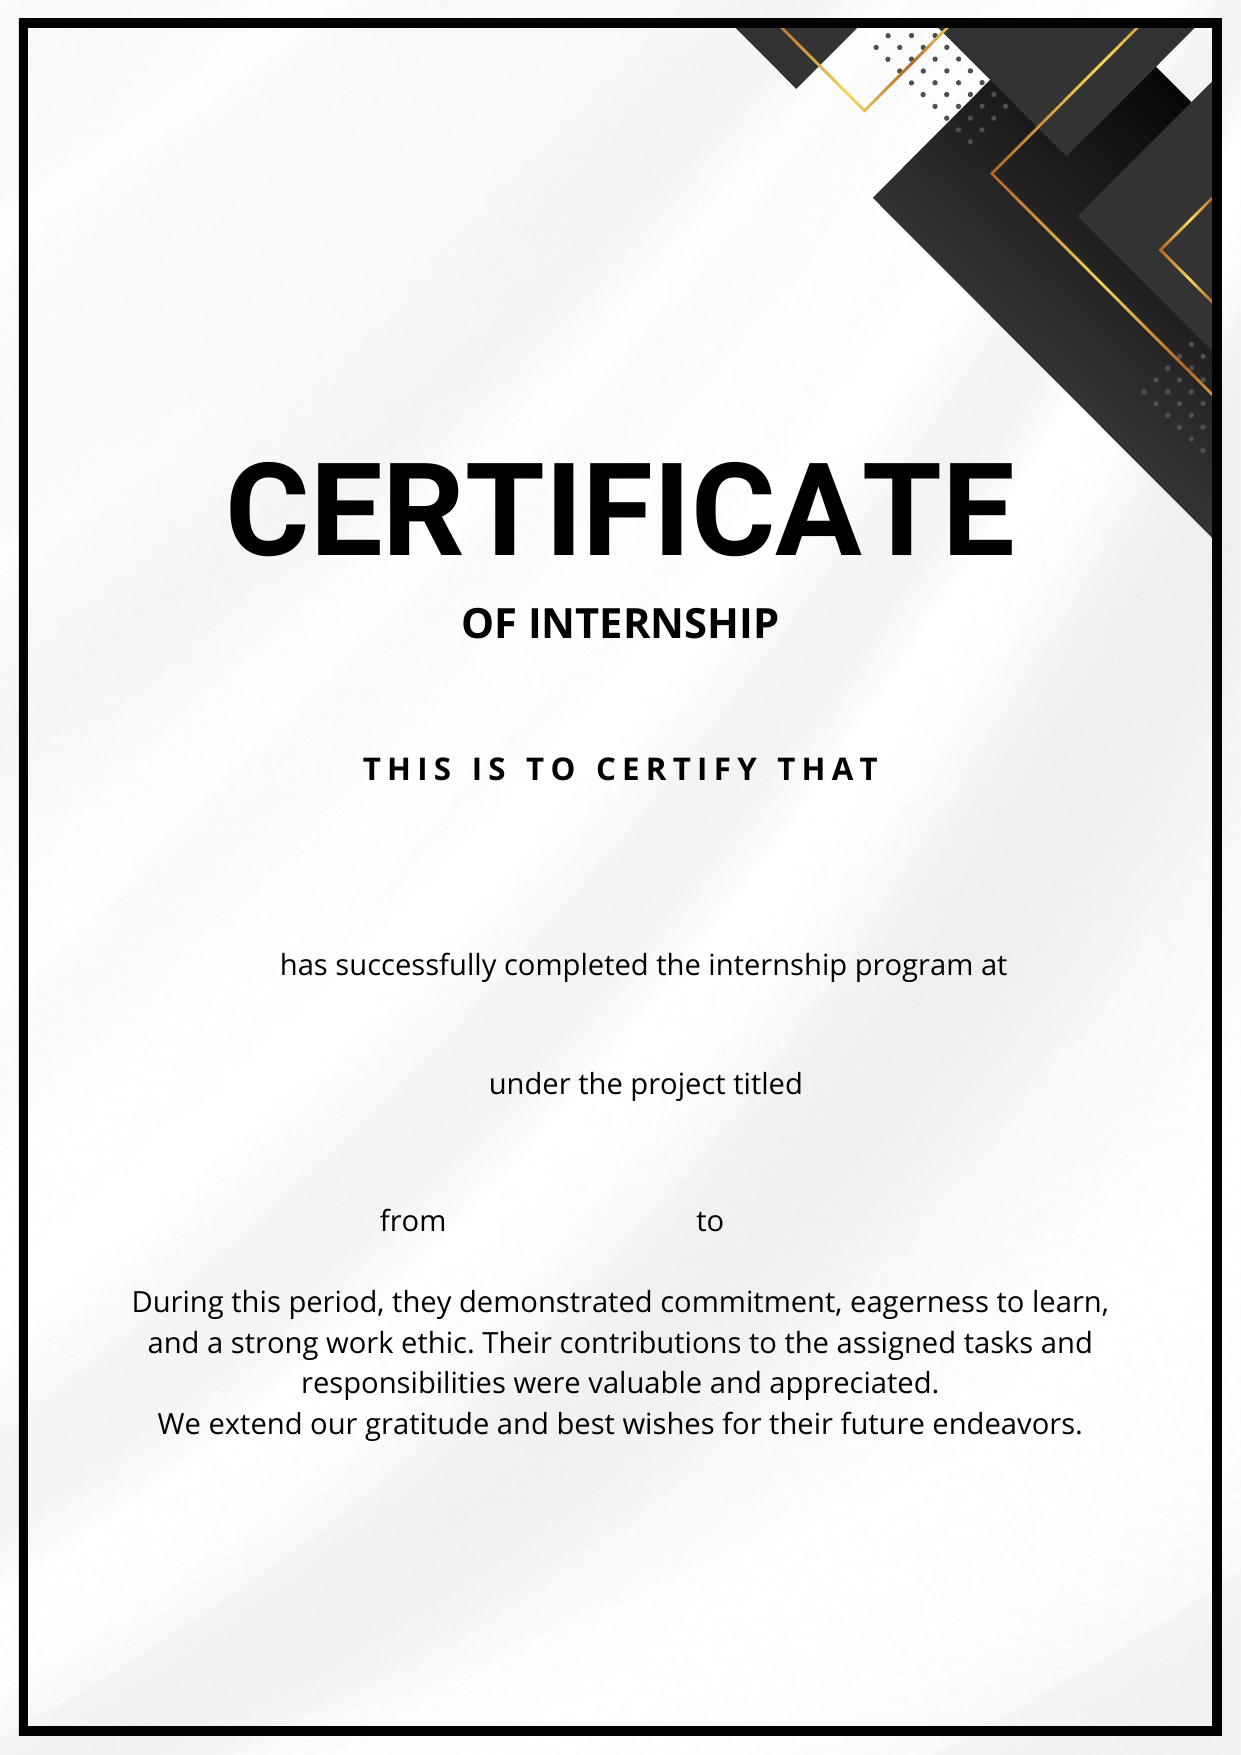 CERTIFICATE
OF INTERNSHIP
THIS IS TO CERTIFY THAT
has successfully completed the internship program at
under the project titled
from to
During this period, they demonstrated commitment, eagerness to learn,
and a strong work ethic. Their contributions to the assigned tasks and
responsibilities were valuable and appreciated.
We extend our gratitude and best wishes for their future endeavors.